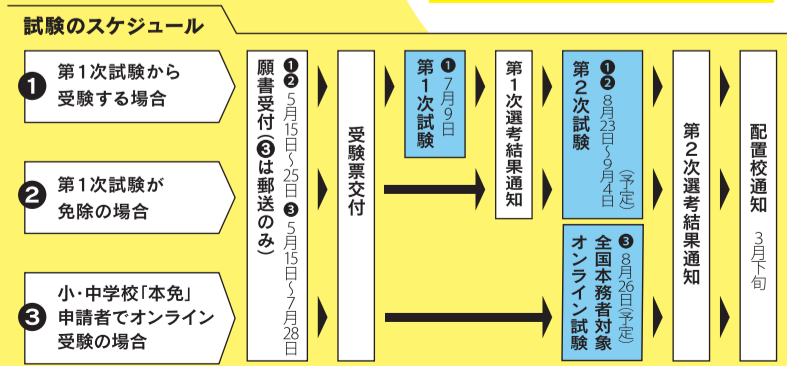 試験のスケジュール
❶ 第1次試験から
受験する場合
❷ 第1次試験が
免除の場合
❸ 小・中学校「本免」
申請者でオンライン
受験の場合
願書受付(❸は郵送のみ)
❶❷ 5月15日〜25日 ❸ 5月15日〜7月28日
受験票交付
第1次試験
❶ 7月9日
第1次選考結果通知
第2次試験
❶❷ 8月23日〜9月4日
(予定)
全国本務者対象
オンライン試験
❸ 8月26日(予定)
第2次選考結果通知
配置校通知 3月下旬